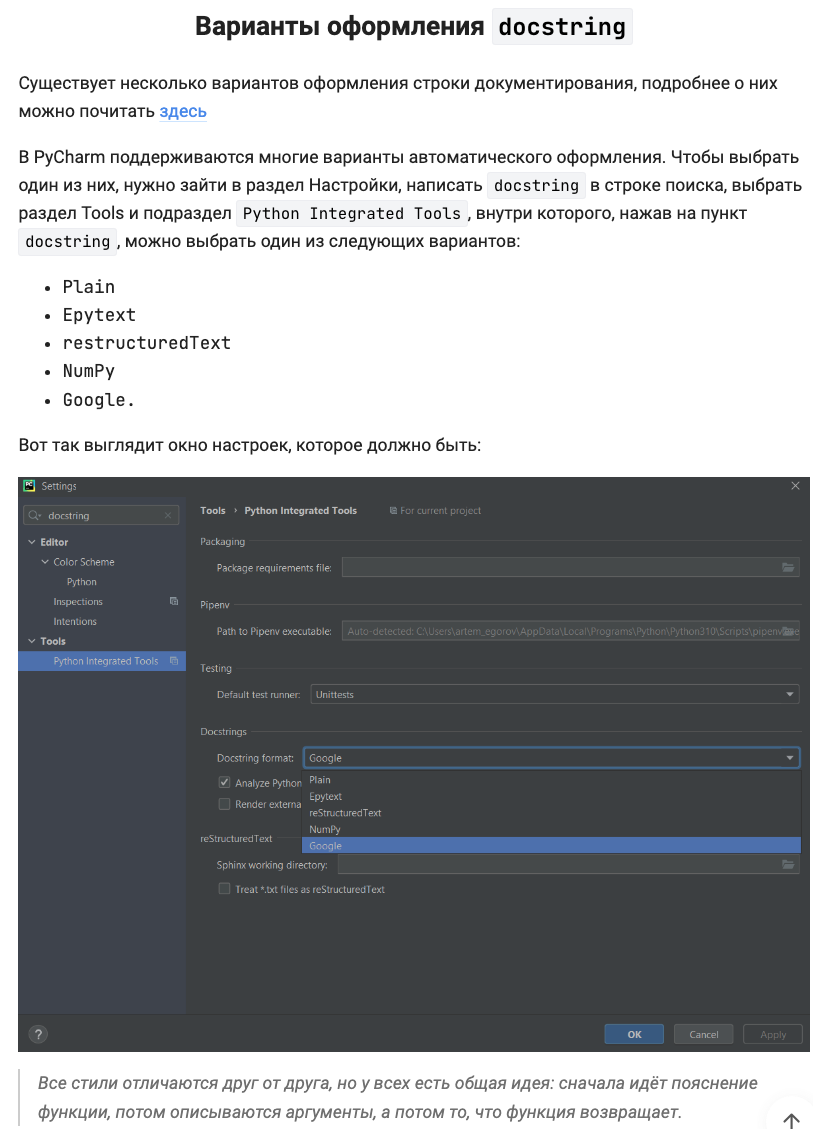 Варианты оформления docstring
Существует несколько вариантов оформления строки документирования, подробнее о них
можно почитать здесь
В PyCharm поддерживаются многие варианты автоматического оформления. Чтобы выбрать
один из них, нужно зайти в раздел Настройки, написать docstring в строке поиска, выбрать
раздел Tools и подраздел Python Integrated Tools, внутри которого, нажав на пункт
docstring, можно выбрать один из следующих вариантов:
• Plain
• Epytext
• restructuredText
• NumPy
• Google.
Вот так выглядит окно настроек, которое должно быть:
Settings
docstring
Editor
Color Scheme
Python
Inspections
Intentions
Tools
Python Integrated Tools
Tools › Python Integrated Tools For current project
Packaging
Package requirements file:
Pipenv
Path to Pipenv executable: Auto-detected: C:\Users\artem_egorov\AppData\Local\Programs\Python\Python310\Scripts\pipenv
Testing
Default test runner: Unittests
Docstrings
Docstring format: Google
Analyze Python
Render externa
Plain
Epytext
reStructuredText
NumPy
Google
reStructuredText
Sphinx working directory:
Treat *.txt files as reStructuredText
? OK Cancel Apply
Все стили отличаются друг от друга, но у всех есть общая идея: сначала идёт пояснение
функции, потом описываются аргументы, а потом то, что функция возвращает.